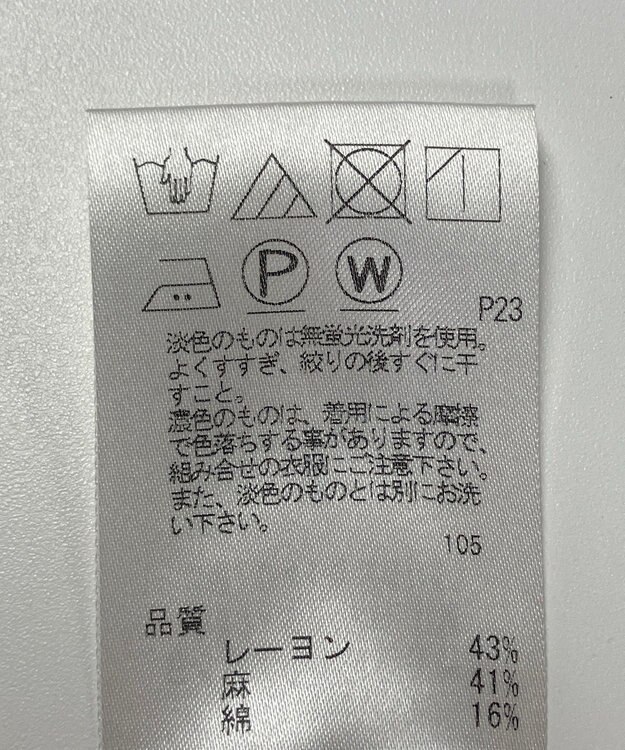 P W
P23
淡色のものは無蛍光洗剤を使用。
よくすすぎ、絞りの後すぐに干
すこと。
濃色のものは、着用による摩擦
で色落ちする事がありますので、
組み合せの衣服にご注意下さい。
また、淡色のものとは別にお洗
い下さい。
105
品質
レーヨン 43%
麻 41%
綿 16%